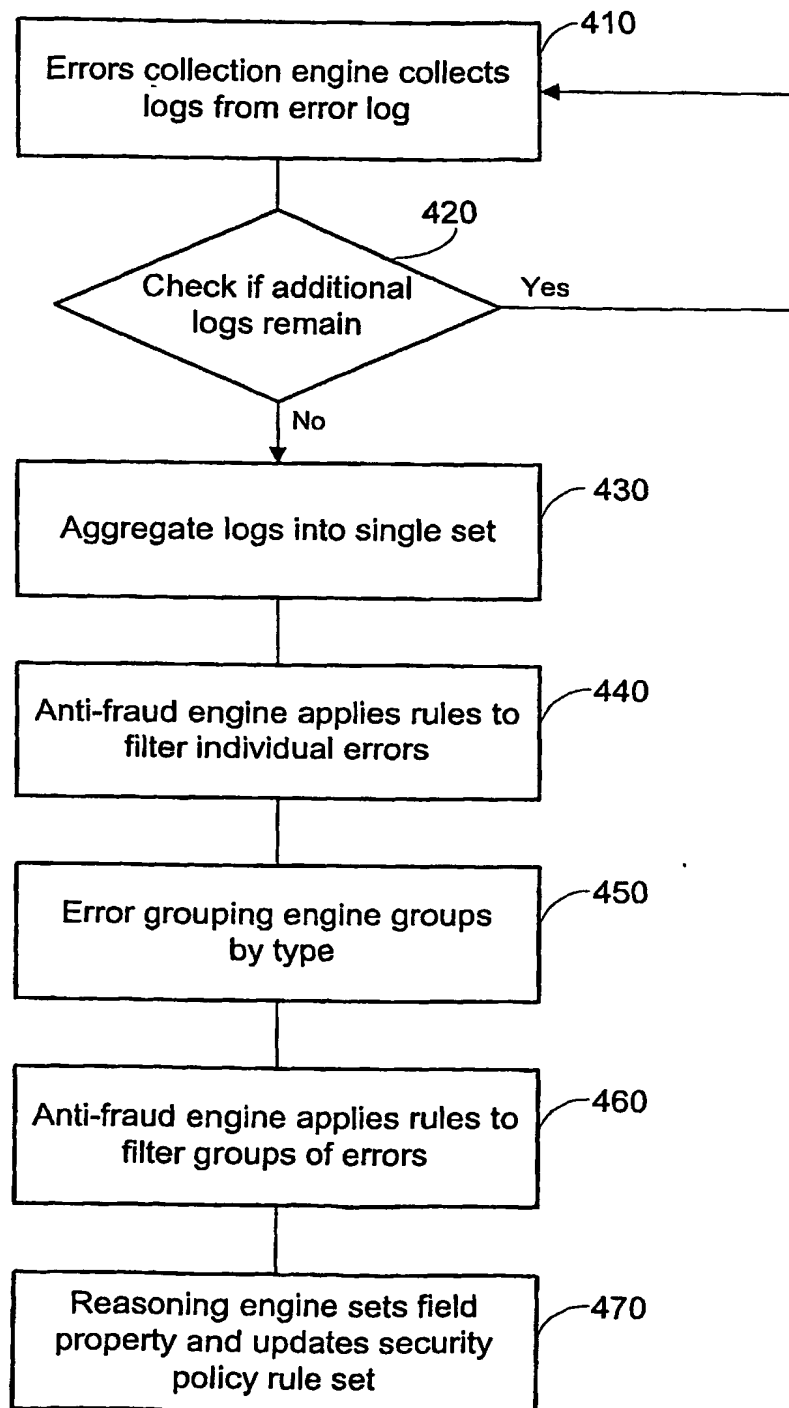 410
Errors collection engine collects
logs from error log
420
Check if additional
logs remain
Yes
No
430
Aggregate logs into single set
440
Anti-fraud engine applies rules to
filter individual errors
450
Error grouping engine groups
by type
460
Anti-fraud engine applies rules to
filter groups of errors
470
Reasoning engine sets field
property and updates security
policy rule set